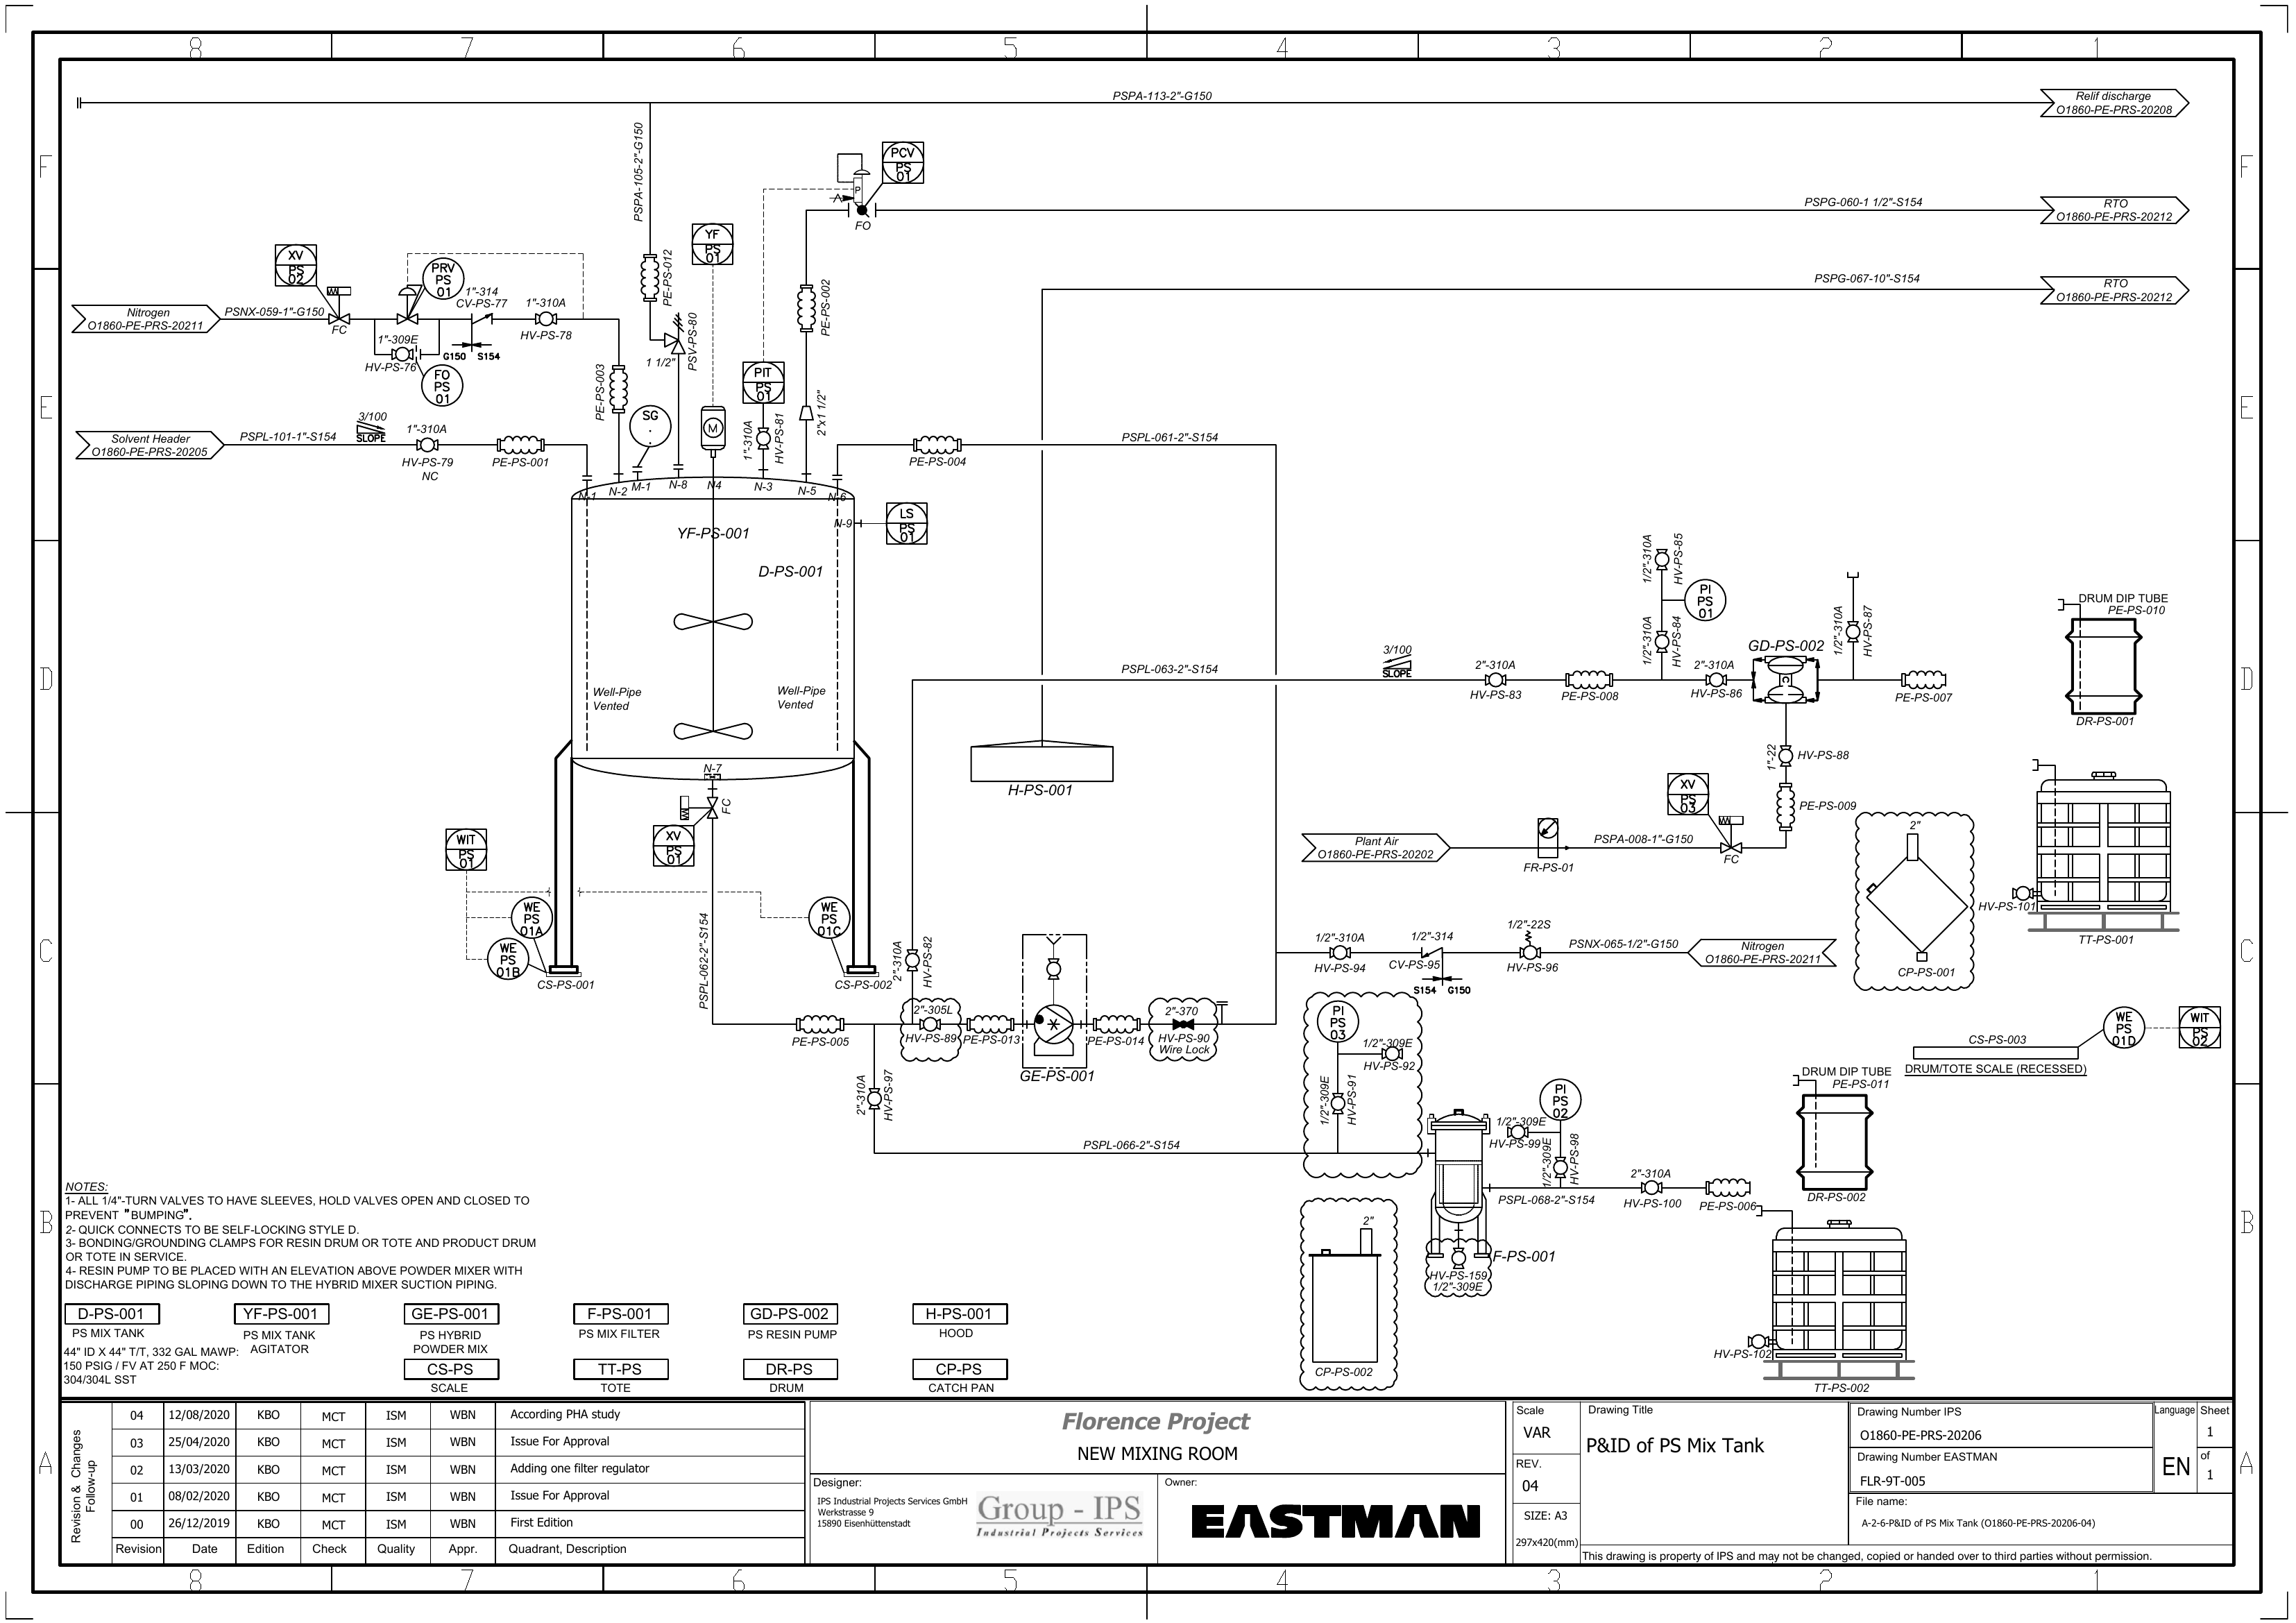 8 7 6 5 4 3 2 1
F
E
D
C
B
A
PSPA-113-2"-G150
Relif discharge
O1860-PE-PRS-20208
PSPA-105-2"-G150
PCV
PS
01
P
FO
PSPG-060-1 1/2"-S154
RTO
O1860-PE-PRS-20212
YF
PS
01
XV
PS
02
PRV
PS
01
PE-PS-012
PSPG-067-10"-S154
RTO
O1860-PE-PRS-20212
1"-314
CV-PS-77
1"-310A
HV-PS-78
Nitrogen
O1860-PE-PRS-20211
PSNX-059-1"-G150
FC
1"-309E
HV-PS-76
G150 S154
FO
PS
01
PE-PS-003
PSV-PS-80
1 1/2"
PE-PS-002
2"x1 1/2"
PIT
PS
01
1"-310A
HV-PS-81
SG
M
Solvent Header
O1860-PE-PRS-20205
PSPL-101-1"-S154
3/100
SLOPE
1"-310A
HV-PS-79
NC
PE-PS-001
PE-PS-004
PSPL-061-2"-S154
N-1
N-2
M-1
N-8
N4
N-3
N-5
N-6
N-9
LS
PS
01
YF-PS-001
D-PS-001
Well-Pipe
Vented
Well-Pipe
Vented
N-7
1/2"-310A
HV-PS-85
PI
PS
01
1/2"-310A
HV-PS-84
GD-PS-002
1/2"-310A
HV-PS-87
DRUM DIP TUBE
PE-PS-010
DR-PS-001
PSPL-063-2"-S154
3/100
SLOPE
2"-310A
HV-PS-83
PE-PS-008
2"-310A
HV-PS-86
PE-PS-007
1"-22
HV-PS-88
H-PS-001
XV
PS
03
PE-PS-009
FC
XV
PS
01
FC
Plant Air
O1860-PE-PRS-20202
FR-PS-01
PSPA-008-1"-G150
2"
CP-PS-001
HV-PS-101
TT-PS-001
WIT
PS
01
WE
PS
01A
WE
PS
01B
WE
PS
01C
CS-PS-001
CS-PS-002
PSPL-062-2"-S154
2"-310A
HV-PS-82
1/2"-310A
HV-PS-94
1/2"-314
CV-PS-95
S154 G150
1/2"-22S
HV-PS-96
PSNX-065-1/2"-G150
Nitrogen
O1860-PE-PRS-20211
PE-PS-005
2"-305L
HV-PS-89
PE-PS-013
GE-PS-001
PE-PS-014
2"-370
HV-PS-90
Wire Lock
PI
PS
03
1/2"-309E
HV-PS-92
1/2"-309E
HV-PS-91
CS-PS-003
DRUM/TOTE SCALE (RECESSED)
WE
PS
01D
WIT
PS
02
2"-310A
HV-PS-97
PSPL-066-2"-S154
PI
PS
02
1/2"-309E
HV-PS-99
1/2"-309E
HV-PS-98
PSPL-068-2"-S154
2"-310A
HV-PS-100
PE-PS-006
DRUM DIP TUBE
PE-PS-011
DR-PS-002
F-PS-001
HV-PS-159
1/2"-309E
2"
CP-PS-002
HV-PS-102
TT-PS-002
NOTES:
1- ALL 1/4"-TURN VALVES TO HAVE SLEEVES, HOLD VALVES OPEN AND CLOSED TO
PREVENT "BUMPING".
2- QUICK CONNECTS TO BE SELF-LOCKING STYLE D.
3- BONDING/GROUNDING CLAMPS FOR RESIN DRUM OR TOTE AND PRODUCT DRUM
OR TOTE IN SERVICE.
4- RESIN PUMP TO BE PLACED WITH AN ELEVATION ABOVE POWDER MIXER WITH
DISCHARGE PIPING SLOPING DOWN TO THE HYBRID MIXER SUCTION PIPING.
D-PS-001
PS MIX TANK
44" ID X 44" T/T, 332 GAL MAWP:
150 PSIG / FV AT 250 F MOC:
304/304L SST
YF-PS-001
PS MIX TANK
AGITATOR
GE-PS-001
PS HYBRID
POWDER MIX
F-PS-001
PS MIX FILTER
GD-PS-002
PS RESIN PUMP
H-PS-001
HOOD
CS-PS
SCALE
TT-PS
TOTE
DR-PS
DRUM
CP-PS
CATCH PAN
Revision & Changes
Follow-up
04 12/08/2020 KBO MCT ISM WBN According PHA study
03 25/04/2020 KBO MCT ISM WBN Issue For Approval
02 13/03/2020 KBO MCT ISM WBN Adding one filter regulator
01 08/02/2020 KBO MCT ISM WBN Issue For Approval
00 26/12/2019 KBO MCT ISM WBN First Edition
Revision Date Edition Check Quality Appr. Quadrant, Description
Florence Project
NEW MIXING ROOM
Designer:
IPS Industrial Projects Services GmbH
Werkstrasse 9
15890 Eisenhüttenstadt
Group - IPS
Industrial Projects Services
Owner:
EASTMAN
Scale
VAR
REV.
04
SIZE: A3
297x420(mm)
Drawing Title
P&ID of PS Mix Tank
Drawing Number IPS
O1860-PE-PRS-20206
Drawing Number EASTMAN
FLR-9T-005
File name:
A-2-6-P&ID of PS Mix Tank (O1860-PE-PRS-20206-04)
Language
EN
Sheet
1
of
1
This drawing is property of IPS and may not be changed, copied or handed over to third parties without permission.
8 7 6 5 4 3 2 1
F
E
D
C
B
A